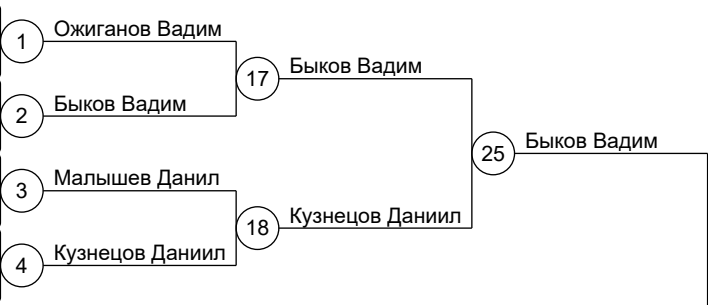 1 Ожиганов Вадим
17 Быков Вадим
2 Быков Вадим
25 Быков Вадим
3 Малышев Данил
18 Кузнецов Даниил
4 Кузнецов Даниил